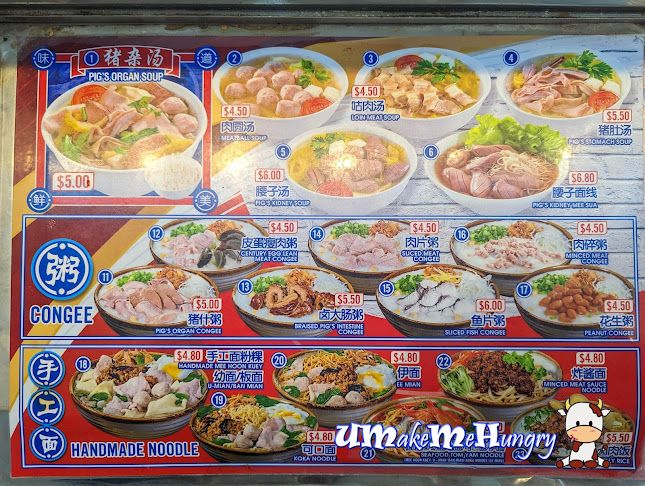 味
1
猪杂汤
道
PIG'S ORGAN SOUP
$5.00
鲜
美
2
$4.50
肉圆汤
MEATBALL SOUP
3
$4.50
咕肉汤
LOIN MEAT SOUP
4
$5.50
猪肚汤
PIG'S STOMACH SOUP
5
$6.50
腰子汤
PIG'S KIDNEY SOUP
6
$6.80
腰子面线
PIG'S KIDNEY MEE SUA
粥
CONGEE
12
$4.50
皮蛋瘦肉粥
CENTURY EGG LEAN
MEAT CONGEE
14
$4.50
肉片粥
SLICED MEAT
CONGEE
16
$4.50
肉碎粥
MINCED MEAT
CONGEE
11
$5.00
猪什粥
PIG'S ORGAN CONGEE
13
$5.50
卤大肠粥
BRAISED PIG'S INTESTINE
CONGEE
15
$6.00
鱼片粥
SLICED FISH CONGEE
17
$4.50
花生粥
PEANUT CONGEE
手工面
HANDMADE NOODLE
18
$4.80 手工面粉粿
HANDMADE MEE HOON KUEY
幼面/板面
U-MIAN/BAN MIAN
20
$4.80
伊面
22
$4.80
炸酱面
MINCED MEAT SAUCE
NOODLE
19
$4.80
可口面
KOKA NOODLE
21
SEAFOOD TOM YAM NOODLE
$5.50
肉饭
RICE
UMakeMeHungry